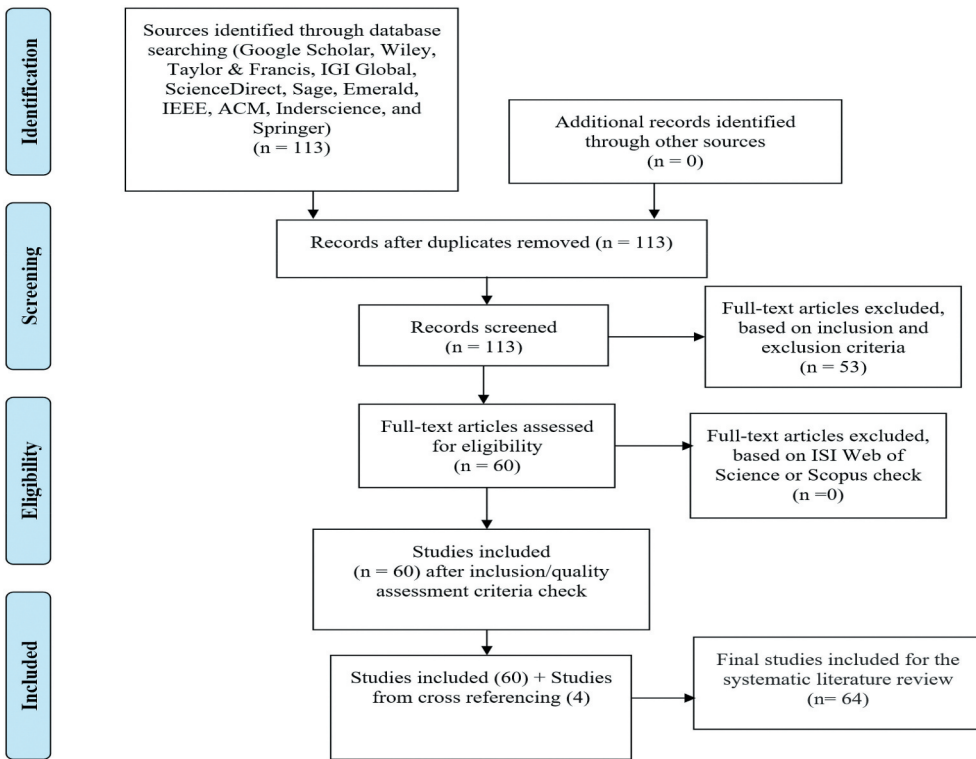 Identification
Sources identified through database
searching (Google Scholar, Wiley,
Taylor & Francis, IGI Global,
ScienceDirect, Sage, Emerald,
IEEE, ACM, Inderscience, and
Springer)
(n = 113)
Additional records identified
through other sources
(n = 0)
Screening
Records after duplicates removed (n = 113)
Records screened
(n = 113)
Full-text articles excluded,
based on inclusion and
exclusion criteria
(n = 53)
Eligibility
Full-text articles assessed
for eligibility
(n = 60)
Full-text articles excluded,
based on ISI Web of
Science or Scopus check
(n =0)
Studies included
(n = 60) after inclusion/quality
assessment criteria check
Included
Studies included (60) + Studies
from cross referencing (4)
Final studies included for the
systematic literature review
(n= 64)